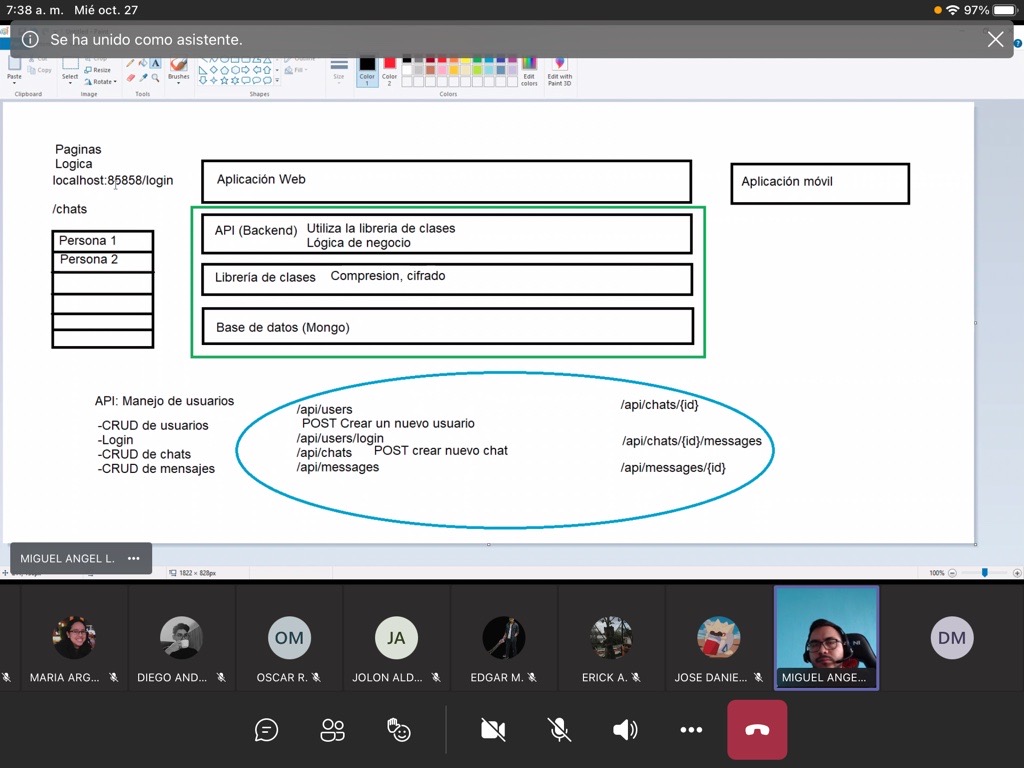 7:38 a. m. Mié oct. 27
97%
Se ha unido como asistente.
Paste
Cut
Copy
Select
Resize
Rotate
Brushes
Size
Color 1
Color 2
Edit colors
Edit with Paint 3D
Outline
Fill
Clipboard
Image
Tools
Shapes
Colors
Paginas
Logica
localhost:85858/login
/chats
Persona 1
Persona 2
Aplicación Web
Aplicación móvil
API (Backend)
Utiliza la libreria de clases
Lógica de negocio
Librería de clases
Compresion, cifrado
Base de datos (Mongo)
API: Manejo de usuarios
-CRUD de usuarios
-Login
-CRUD de chats
-CRUD de mensajes
/api/users
POST Crear un nuevo usuario
/api/users/login
/api/chats
POST crear nuevo chat
/api/messages
/api/chats/{id}
/api/chats/{id}/messages
/api/messages/{id}
MIGUEL ANGEL L.
1822 × 828px
100%
OM
JA
DM
MARIA ARG...
DIEGO AND...
OSCAR R.
JOLON ALD...
EDGAR M.
ERICK A.
JOSE DANIE...
MIGUEL ANGE...